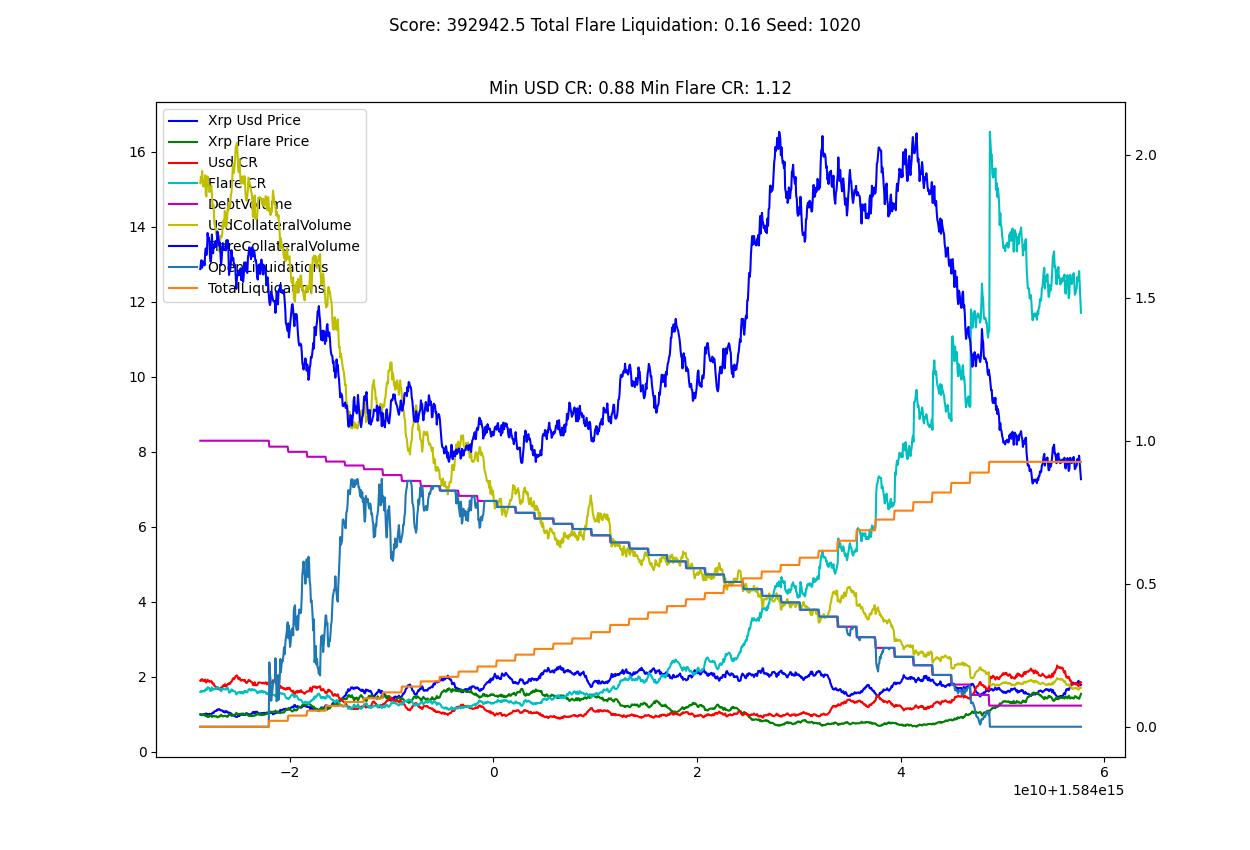 Score: 392942.5 Total Flare Liquidation: 0.16 Seed: 1020
Min USD CR: 0.88 Min Flare CR: 1.12
Xrp Usd Price
Xrp Flare Price
Usd CR
Flare CR
DebtVolume
UsdCollateralVolume
FlareCollateralVolume
OpenLiquidations
TotalLiquidations
16
14
12
10
8
6
4
2
0
2.0
1.5
1.0
0.5
0.0
−2
0
2
4
6
1e10+1.584e15